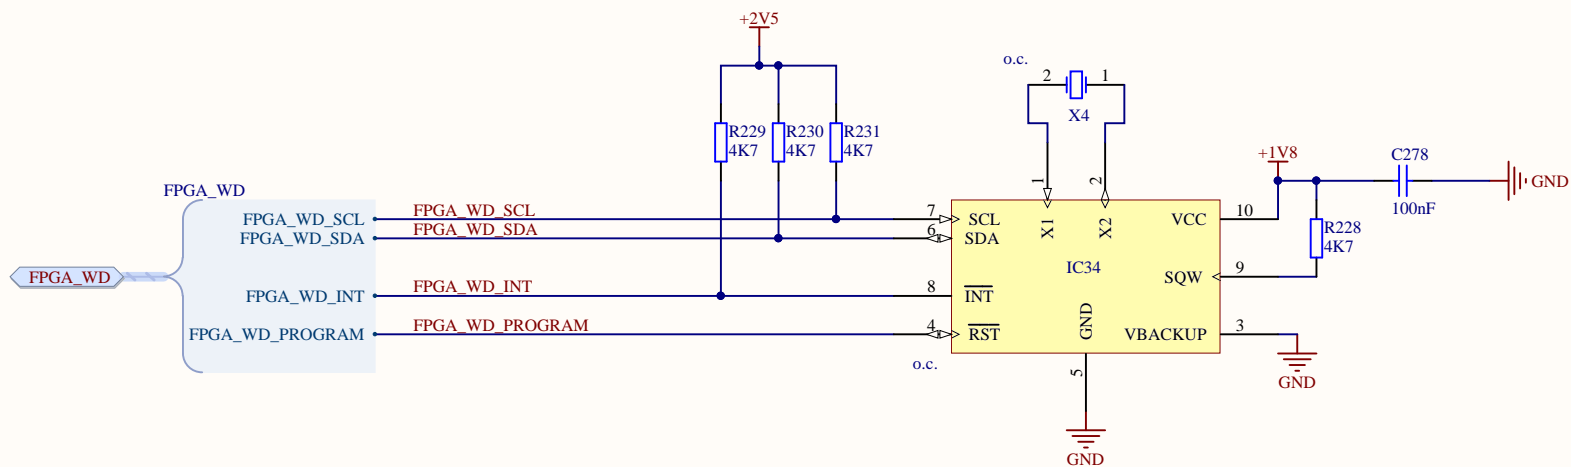 +2V5
o.c.
2
1
X4
R229
4K7
R230
4K7
R231
4K7
+1V8
C278
100nF
GND
FPGA_WD
FPGA_WD
FPGA_WD_SCL
FPGA_WD_SDA
FPGA_WD_INT
FPGA_WD_PROGRAM
FPGA_WD_SCL
FPGA_WD_SDA
FPGA_WD_INT
FPGA_WD_PROGRAM
7
6
8
4
o.c.
1
2
X1
X2
SCL
SDA
INT
RST
IC34
GND
VCC
SQW
VBACKUP
10
9
3
R228
4K7
GND
5
GND